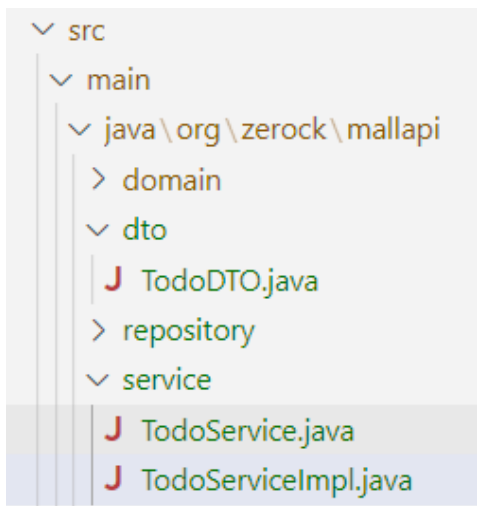 src
main
java\org\zerock\mallapi
domain
dto
J TodoDTO.java
repository
service
J TodoService.java
J TodoServiceImpl.java